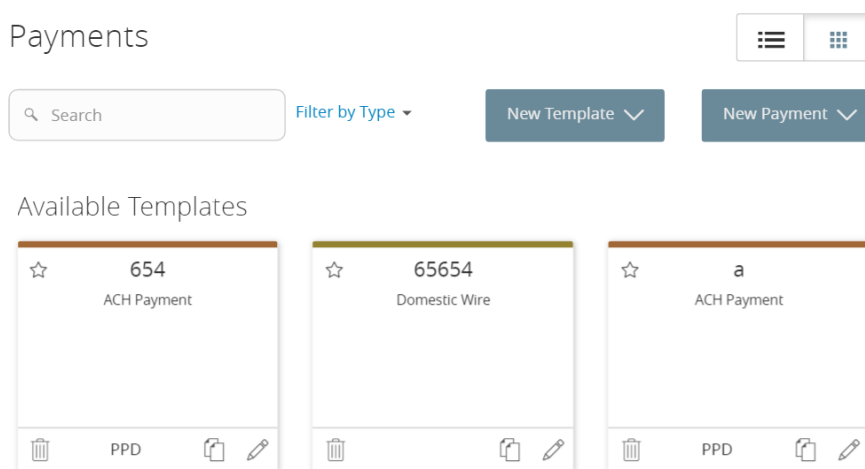 Payments
Search
Filter by Type
New Template
New Payment
Available Templates
654
ACH Payment
65654
Domestic Wire
a
ACH Payment
PPD
PPD